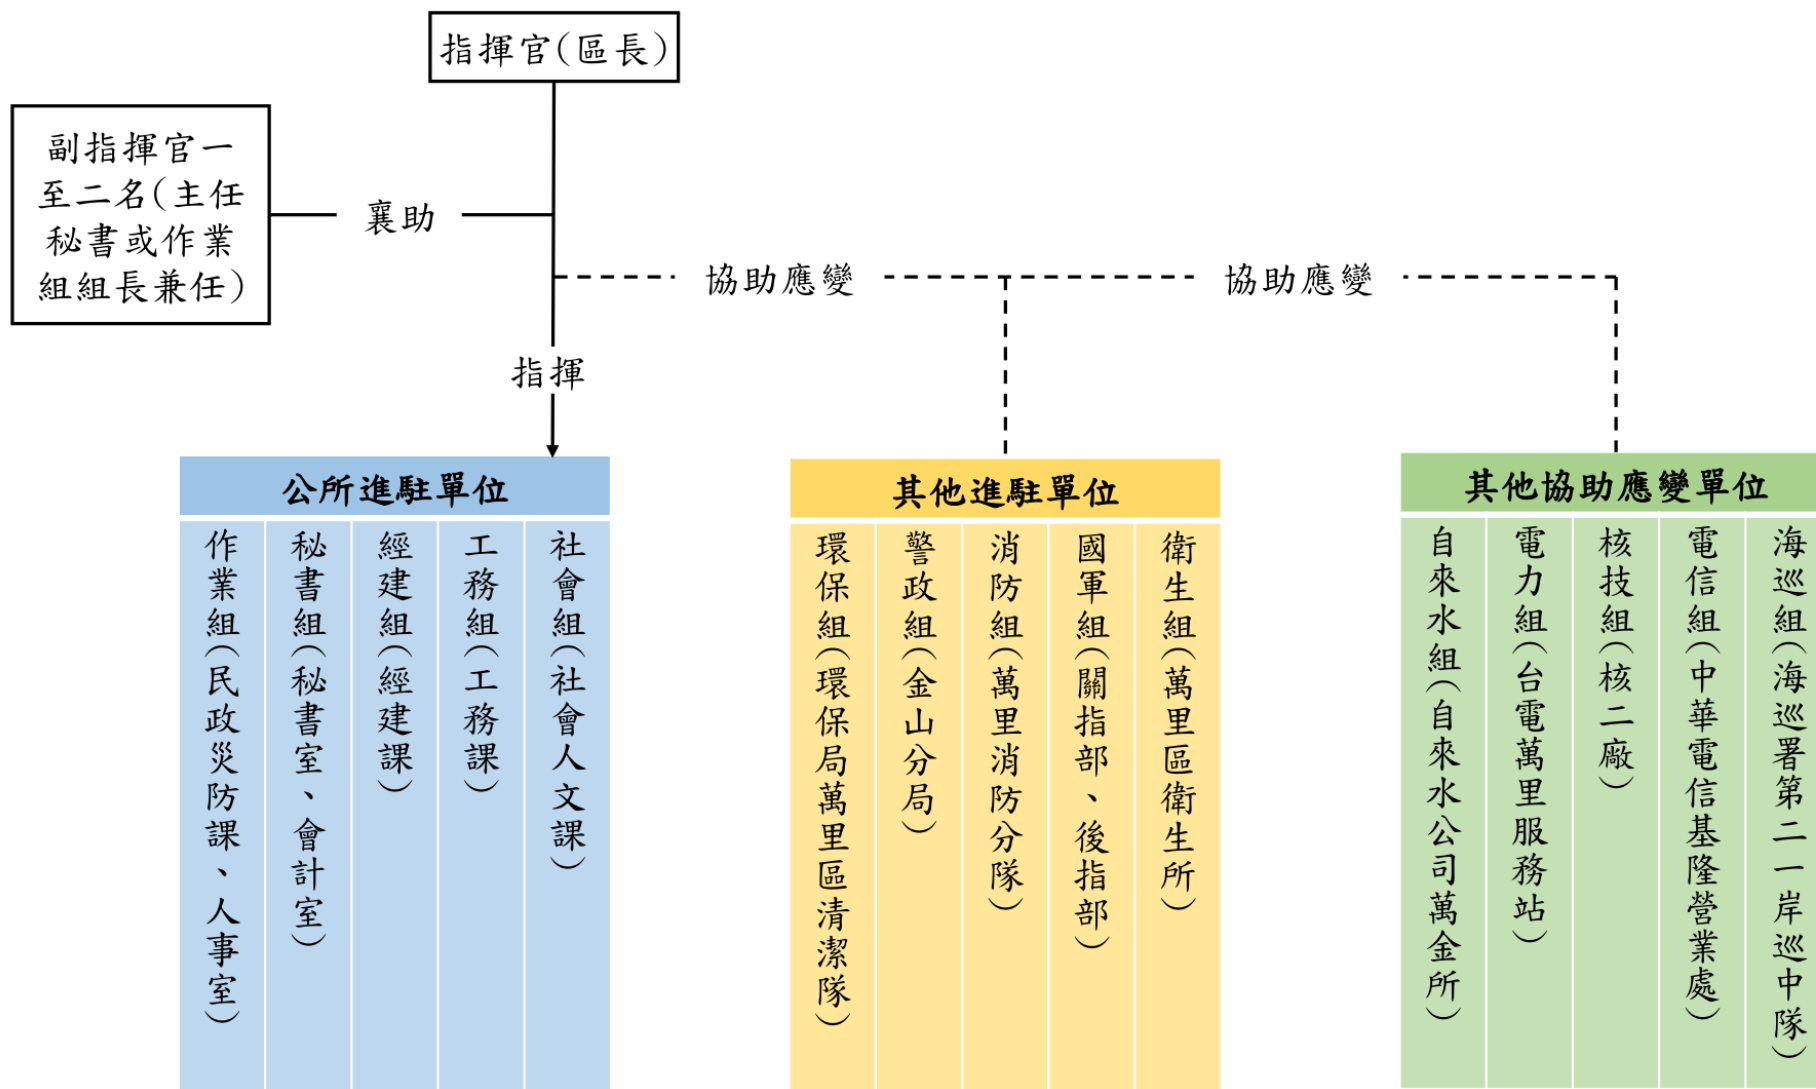 指揮官(區長)
副指揮官一
至二名(主任
秘書或作業
組組長兼任)
襄助
協助應變
協助應變
指揮
公所進駐單位
作業組(民政災防課、人事室)
秘書組(秘書室、會計室)
經建組(經建課)
工務組(工務課)
社會組(社會人文課)
其他進駐單位
環保組(環保局萬里區清潔隊)
警政組(金山分局)
消防組(萬里消防分隊)
國軍組(關指部、後指部)
衛生組(萬里區衛生所)
其他協助應變單位
自來水組(自來水公司萬金所)
電力組(台電萬里服務站)
核技組(核二廠)
電信組(中華電信基隆營業處)
海巡組(海巡署第二一岸巡中隊)